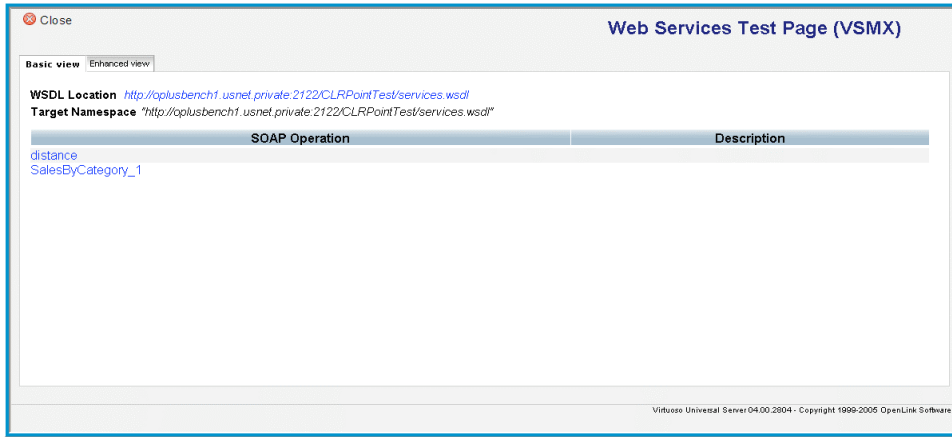 Close
Web Services Test Page (VSMX)
Basic view Enhanced view
WSDL Location http://oplusbench1.usnet.private:2122/CLRPointTest/services.wsdl
Target Namespace "http://oplusbench1.usnet.private:2122/CLRPointTest/services.wsdl"
SOAP Operation Description
distance
SalesByCategory_1
Virtuoso Universal Server 04.00.2804 - Copyright 1999-2005 OpenLink Software